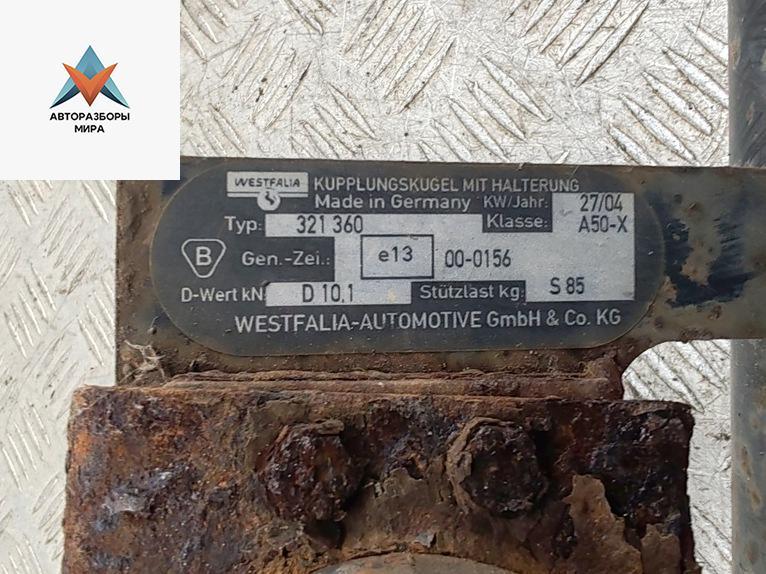 АВТОРАЗБОРЫ
МИРА
WESTFALIA KUPPLUNGSKUGEL MIT HALTERUNG
Made in Germany KW/Jahr: 27/04
Typ: 321 360 Klasse: A50-X
B Gen.-Zei.: e13 00-0156
D-Wert kN: D 10.1 Stützlast kg: S 85
WESTFALIA-AUTOMOTIVE GmbH & Co. KG